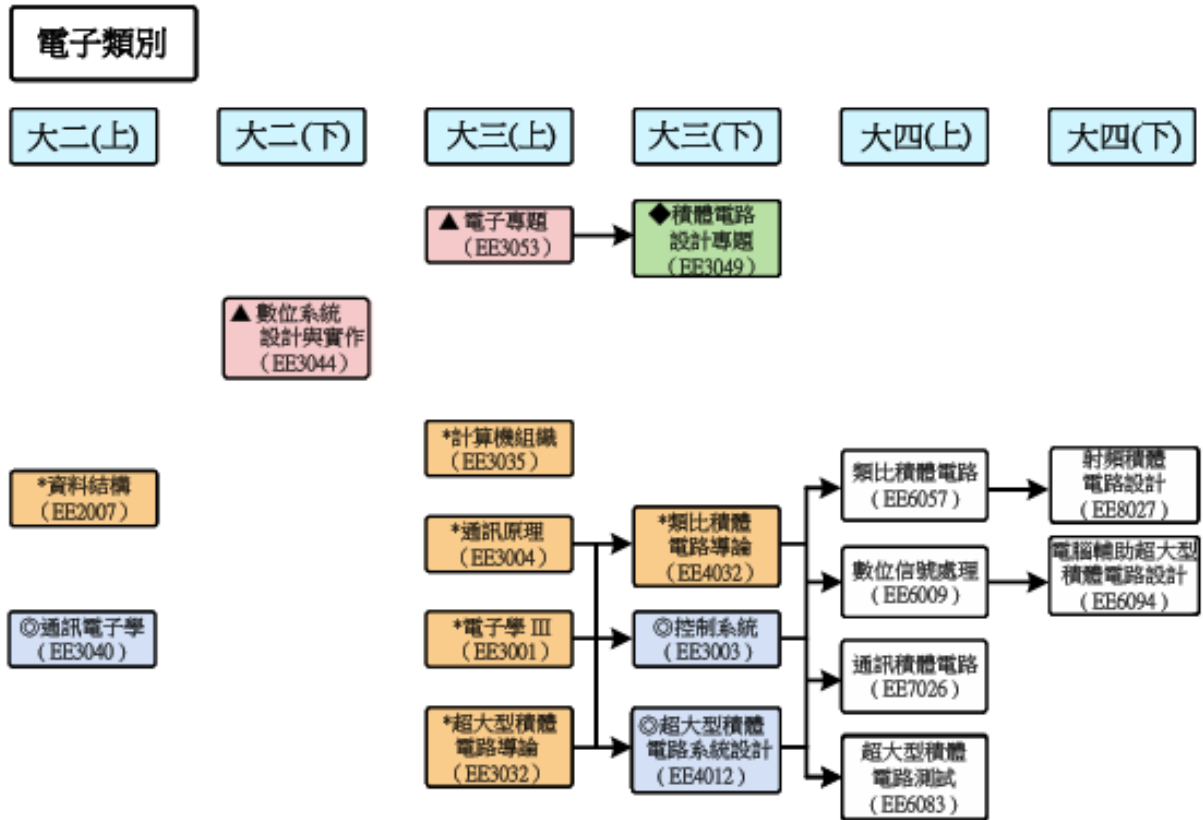 電子類別
大二(上)
大二(下)
大三(上)
大三(下)
大四(上)
大四(下)
▲電子專題
(EE3053)
◆積體電路
設計專題
(EE3049)
▲數位系統
設計與實作
(EE3044)
*計算機組織
(EE3035)
*資料結構
(EE2007)
類比積體電路
(EE6057)
射頻積體
電路設計
(EE8027)
*通訊原理
(EE3004)
*類比積體
電路導論
(EE4032)
數位信號處理
(EE6009)
電腦輔助超大型
積體電路設計
(EE6094)
◎通訊電子學
(EE3040)
*電子學 III
(EE3001)
◎控制系統
(EE3003)
通訊積體電路
(EE7026)
*超大型積體
電路導論
(EE3032)
◎超大型積體
電路系統設計
(EE4012)
超大型積體
電路測試
(EE6083)